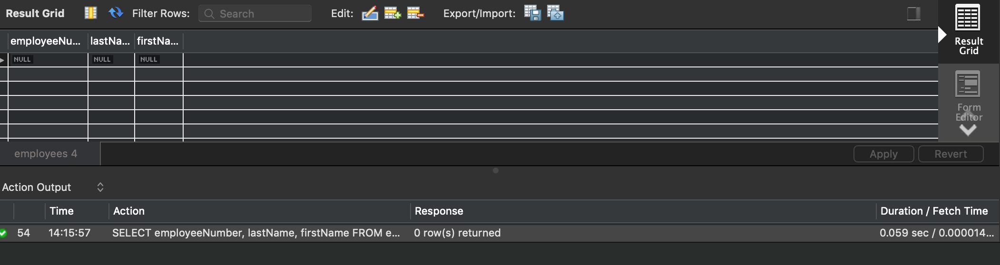 Result Grid Filter Rows: Search Edit: Export/Import:
employeeNu... lastNa... firstNa...
NULL NULL NULL
Result
Grid
Form
Editor
employees 4 Apply Revert
Action Output
Time Action Response Duration / Fetch Time
54 14:15:57 SELECT employeeNumber, lastName, firstName FROM e... 0 row(s) returned 0.059 sec / 0.000014...